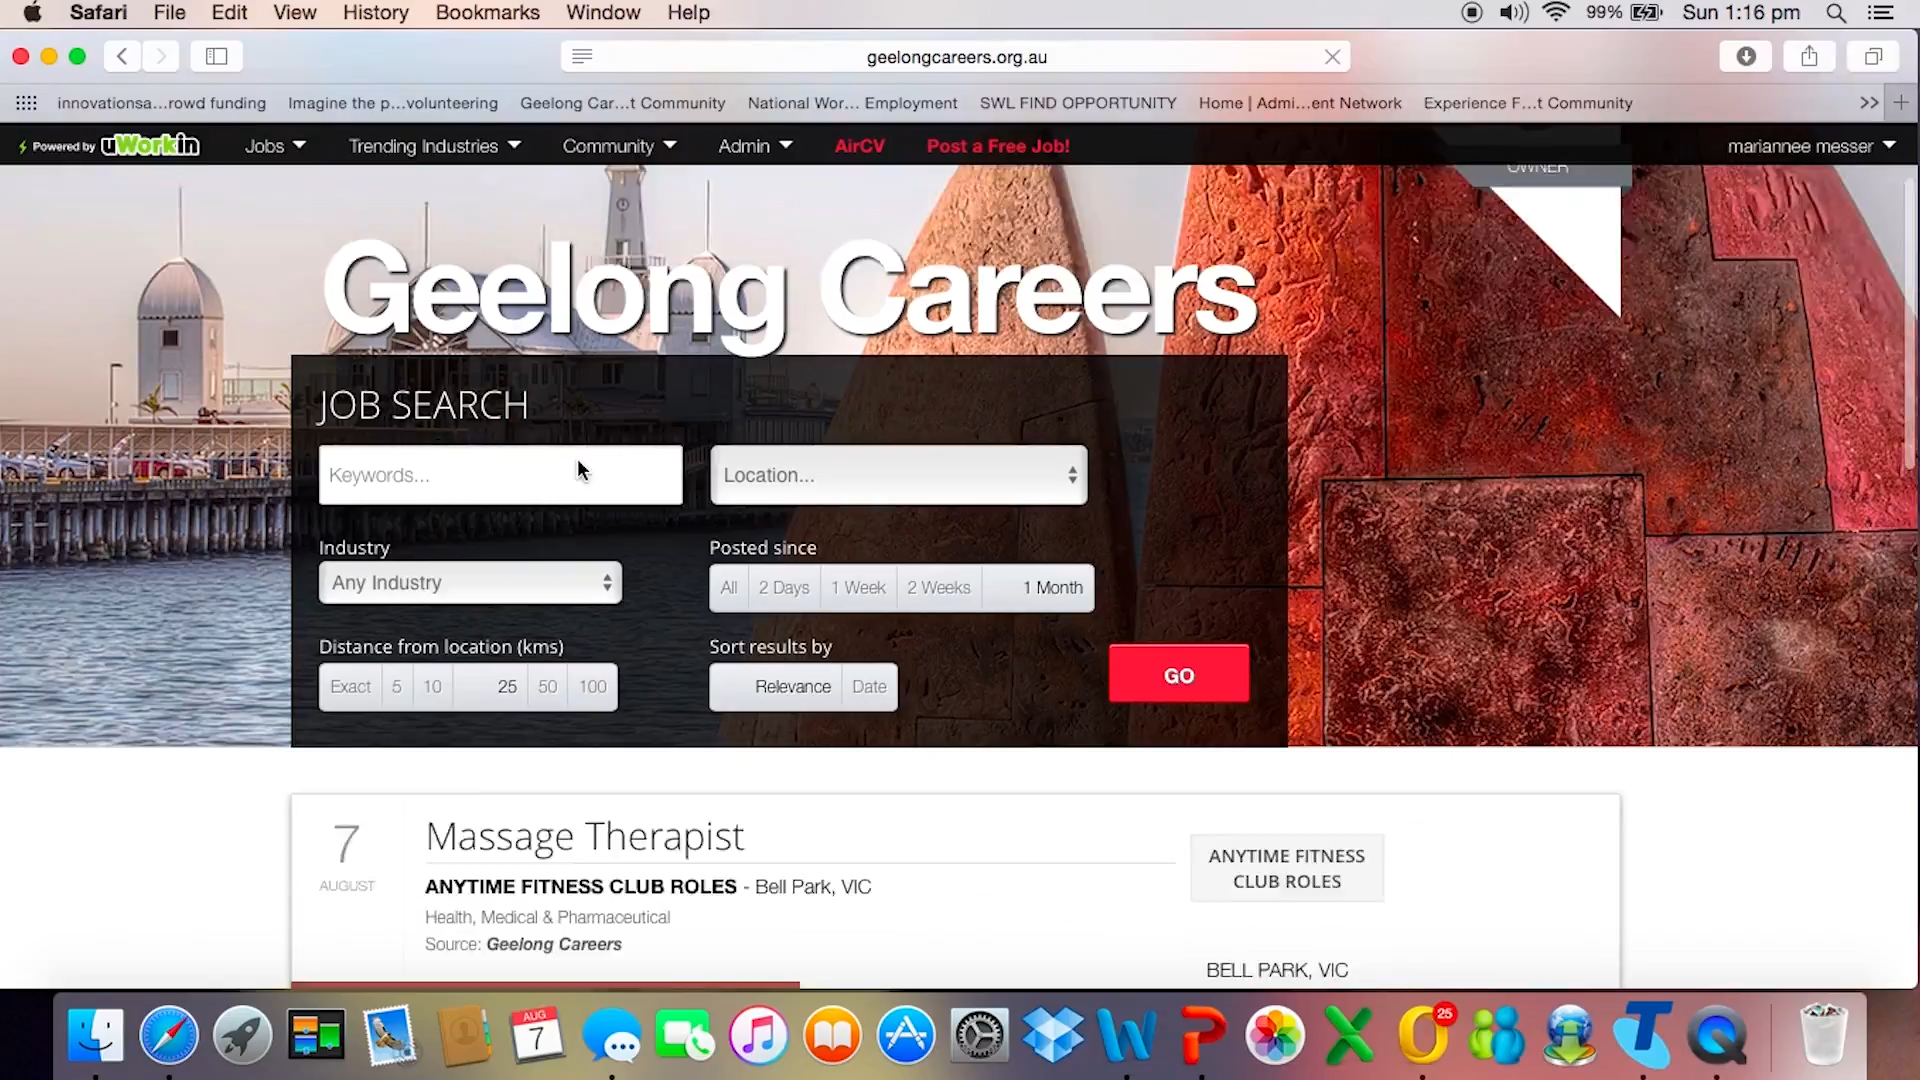 Safari File Edit View History Bookmarks Window Help 99% Sun 1:16 pm
geelongcareers.org.au
innovationsa...rowd funding Imagine the p...volunteering Geelong Car...t Community National Wor... Employment SWL FIND OPPORTUNITY Home | Admi...ent Network Experience F...t Community >>
Powered by uWorkin Jobs Trending Industries Community Admin AirCV Post a Free Job! mariannee messer
OWNER
Geelong Careers
JOB SEARCH
Keywords... Location...
Industry Posted since
Any Industry All 2 Days 1 Week 2 Weeks 1 Month
Distance from location (kms) Sort results by
Exact 5 10 25 50 100 Relevance Date GO
7 Massage Therapist
AUGUST
ANYTIME FITNESS CLUB ROLES - Bell Park, VIC
Health, Medical & Pharmaceutical
Source: Geelong Careers
ANYTIME FITNESS
CLUB ROLES
BELL PARK, VIC
AUG
7
25